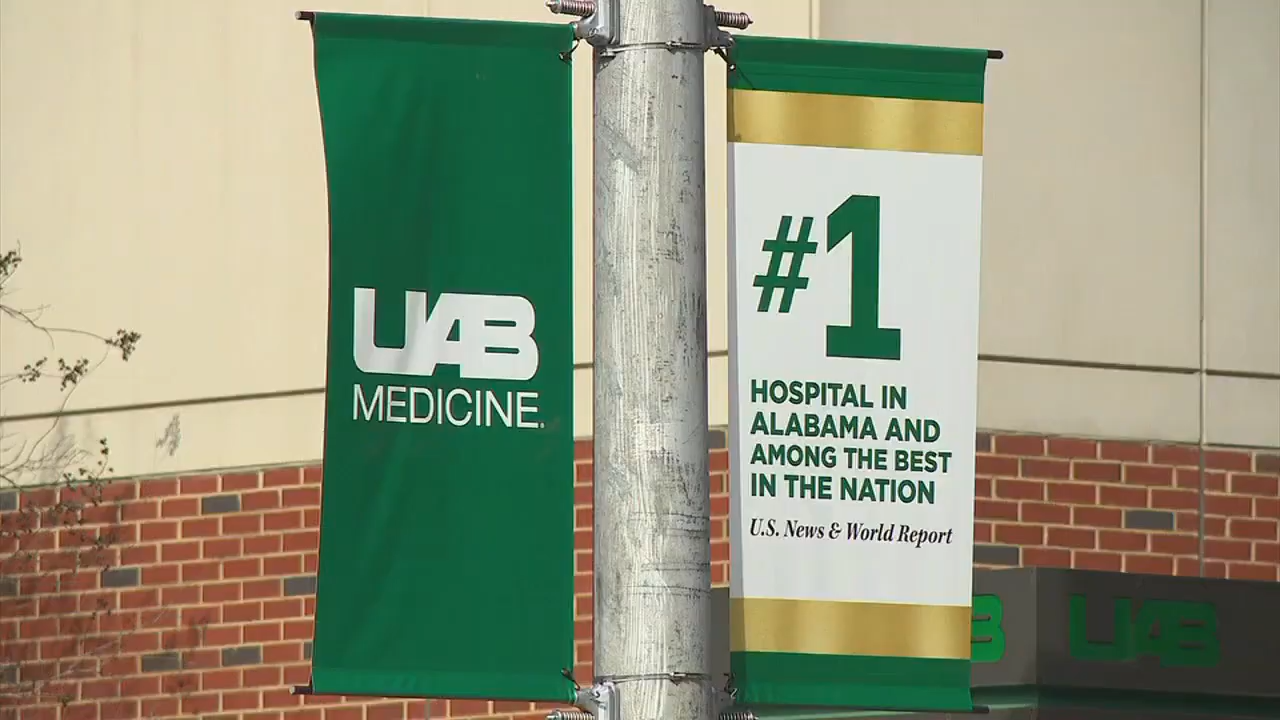 UAB
MEDICINE.
#1
HOSPITAL IN
ALABAMA AND
AMONG THE BEST
IN THE NATION
U.S. News & World Report
B
UAB